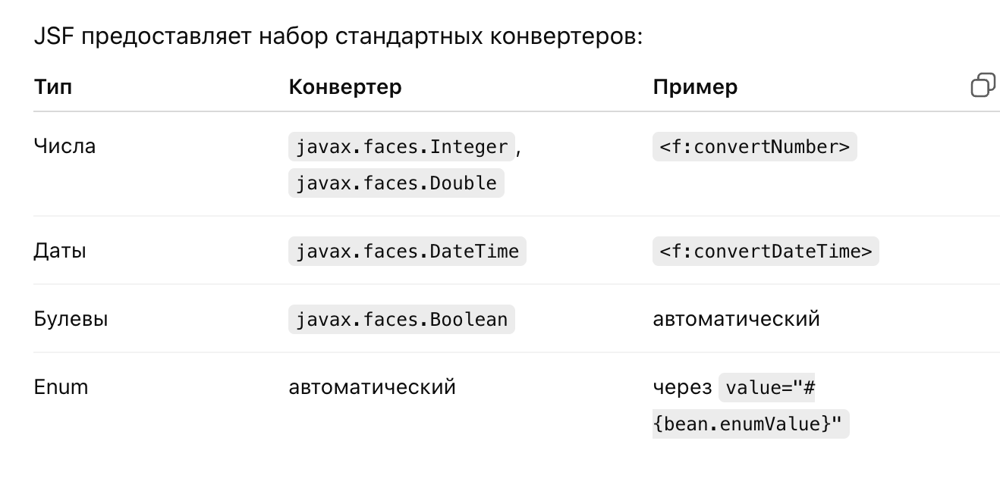 JSF предоставляет набор стандартных конвертеров:
Тип Конвертер Пример
Числа javax.faces.Integer, <f:convertNumber>
javax.faces.Double
Даты javax.faces.DateTime <f:convertDateTime>
Булевы javax.faces.Boolean автоматический
Enum автоматический через value="#
{bean.enumValue}"